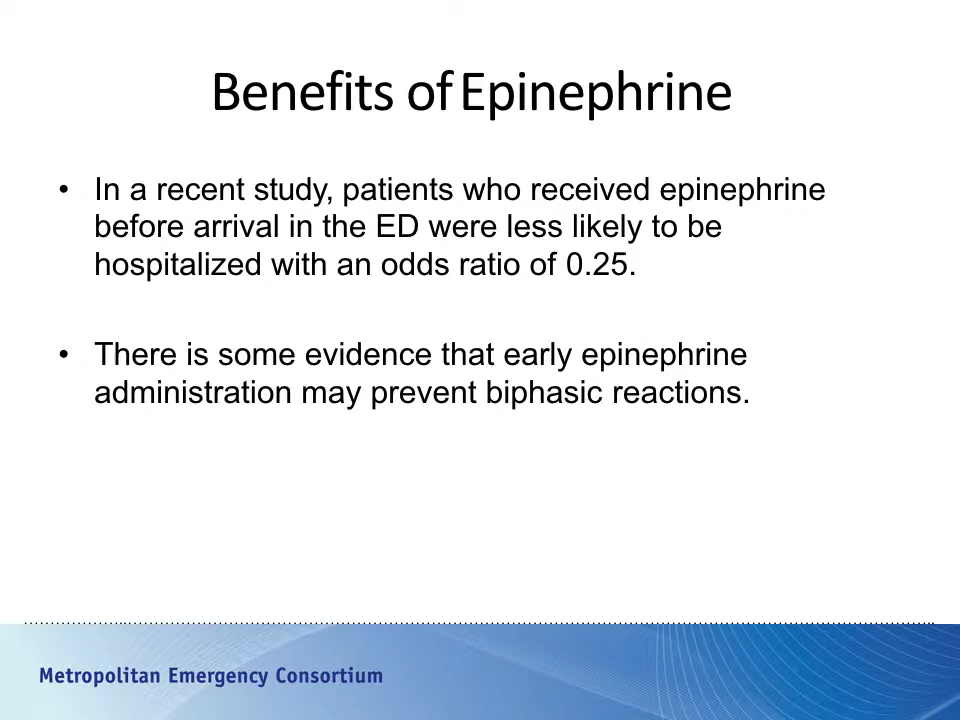 Benefits of Epinephrine
• In a recent study, patients who received epinephrine
before arrival in the ED were less likely to be
hospitalized with an odds ratio of 0.25.
• There is some evidence that early epinephrine
administration may prevent biphasic reactions.
Metropolitan Emergency Consortium